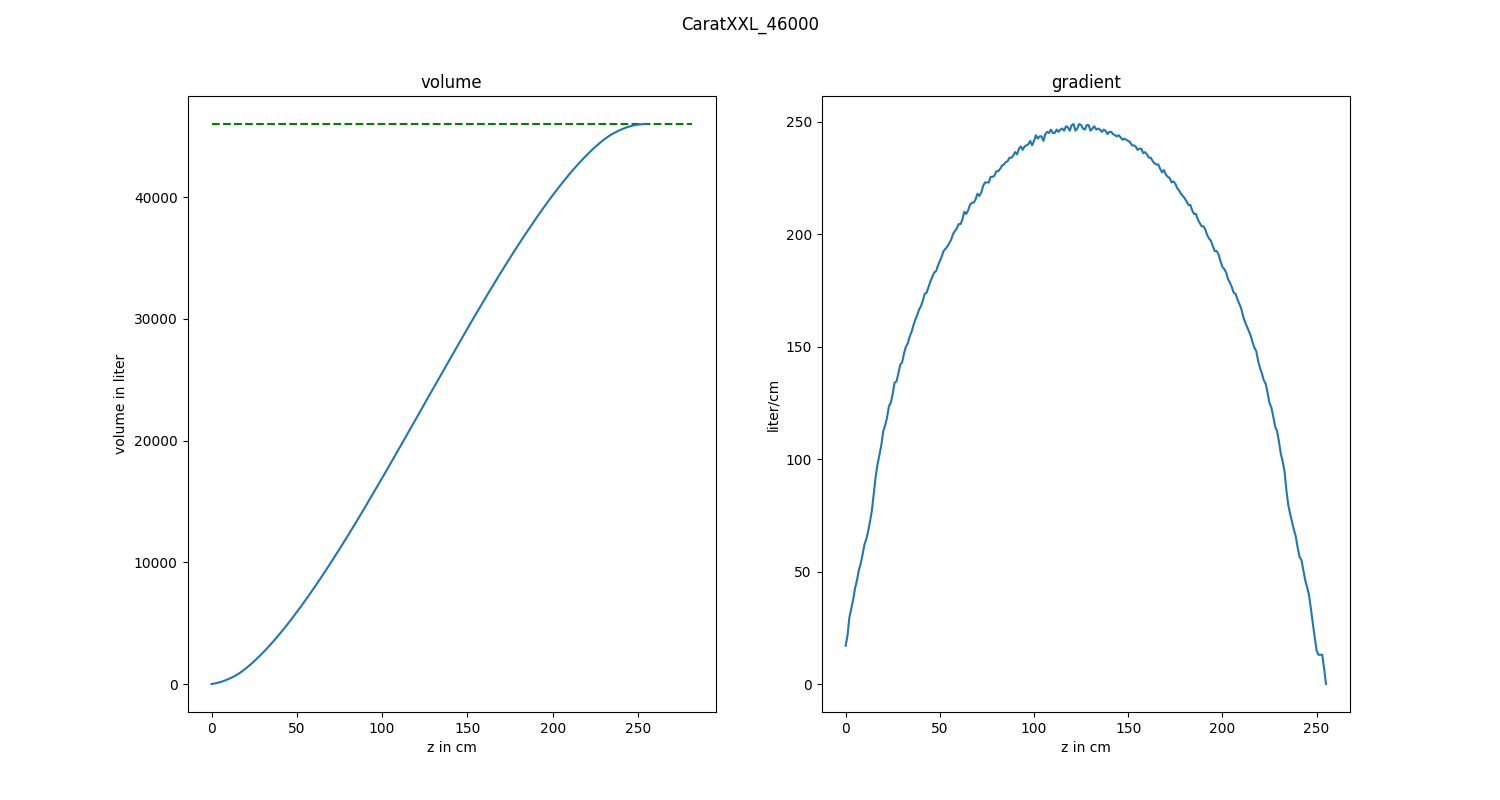 CaratXXL_46000
volume
40000
30000
20000
10000
0
volume in liter
0 50 100 150 200 250
z in cm
gradient
250
200
150
100
50
0
liter/cm
0 50 100 150 200 250
z in cm